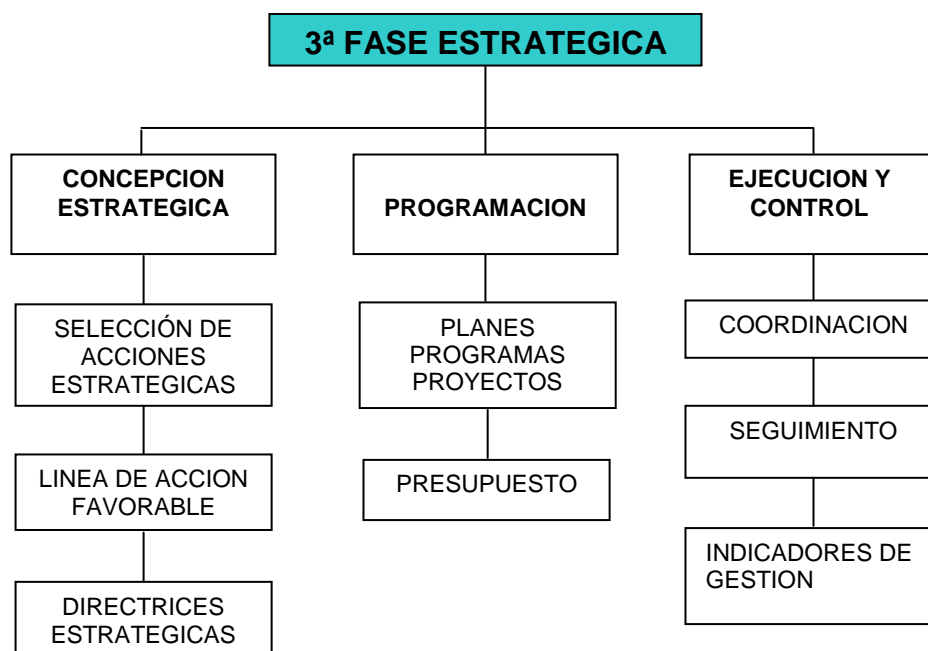 3ª FASE ESTRATEGICA
CONCEPCION
ESTRATEGICA
SELECCIÓN DE
ACCIONES
ESTRATEGICAS
LINEA DE ACCION
FAVORABLE
DIRECTRICES
ESTRATEGICAS
PROGRAMACION
PLANES
PROGRAMAS
PROYECTOS
PRESUPUESTO
EJECUCION Y
CONTROL
COORDINACION
SEGUIMIENTO
INDICADORES DE
GESTION